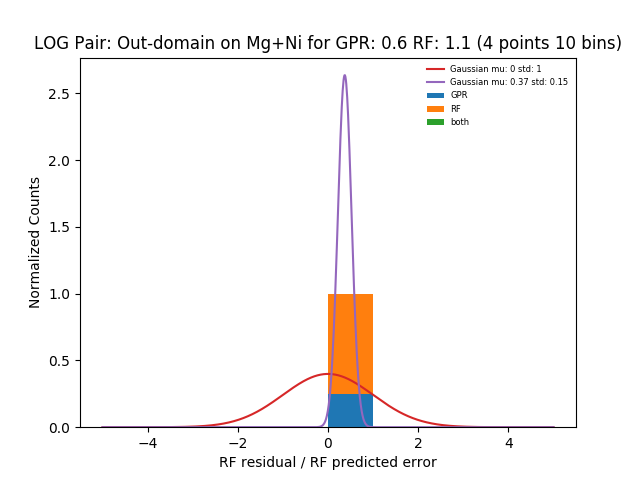 LOG Pair: Out-domain on Mg+Ni for GPR: 0.6 RF: 1.1 (4 points 10 bins)
Gaussian mu: 0 std: 1
Gaussian mu: 0.37 std: 0.15
GPR
RF
both
Normalized Counts
2.5
2.0
1.5
1.0
0.5
0.0
−4 −2 0 2 4
RF residual / RF predicted error